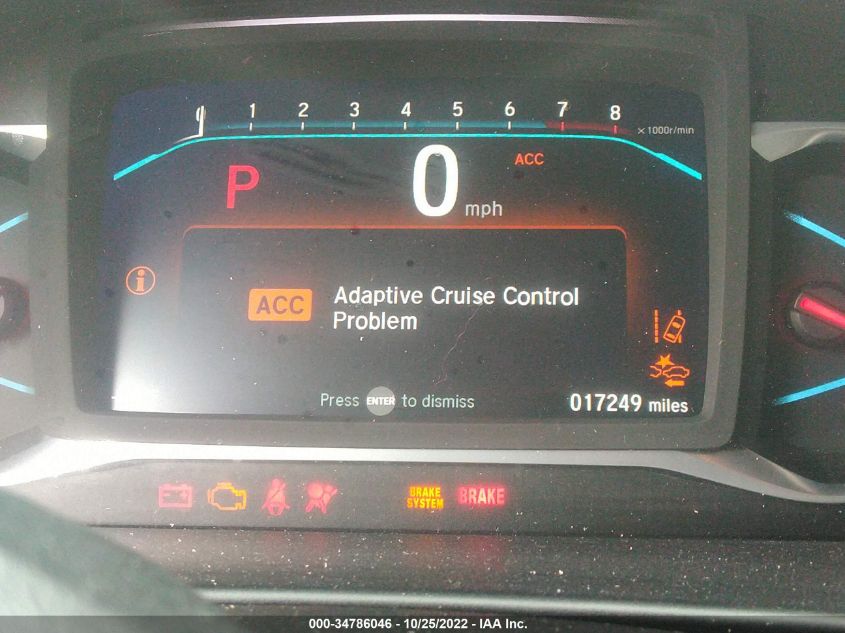 0 1 2 3 4 5 6 7 8 ×1000r/min
P 0 mph ACC
i
ACC Adaptive Cruise Control
Problem
Press ENTER to dismiss 017249 miles
BRAKE SYSTEM BRAKE
000-34786046 - 10/25/2022 - IAA Inc.